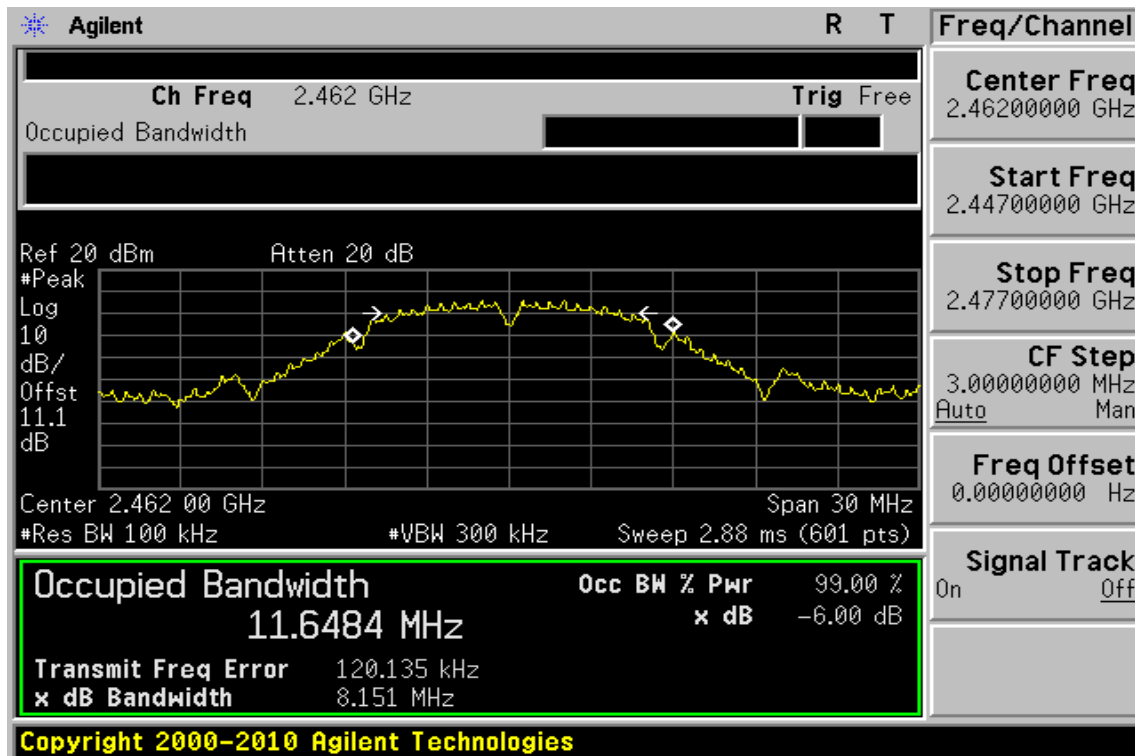 Agilent R T
Ch Freq 2.462 GHz Trig Free
Occupied Bandwidth
Ref 20 dBm Atten 20 dB
#Peak
Log
10
dB/
Offst
11.1
dB
Center 2.462 00 GHz Span 30 MHz
#Res BW 100 kHz #VBW 300 kHz Sweep 2.88 ms (601 pts)
Occupied Bandwidth Occ BW % Pwr 99.00 %
11.6484 MHz x dB -6.00 dB
Transmit Freq Error 120.135 kHz
x dB Bandwidth 8.151 MHz
Copyright 2000-2010 Agilent Technologies
Freq/Channel
Center Freq
2.46200000 GHz
Start Freq
2.44700000 GHz
Stop Freq
2.47700000 GHz
CF Step
3.00000000 MHz
Auto Man
Freq Offset
0.00000000 Hz
Signal Track
On Off